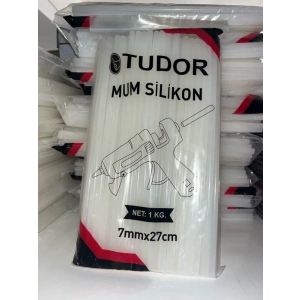 TUDOR
MUM SİLİKON
NET: 1 KG.
7mmx27cm